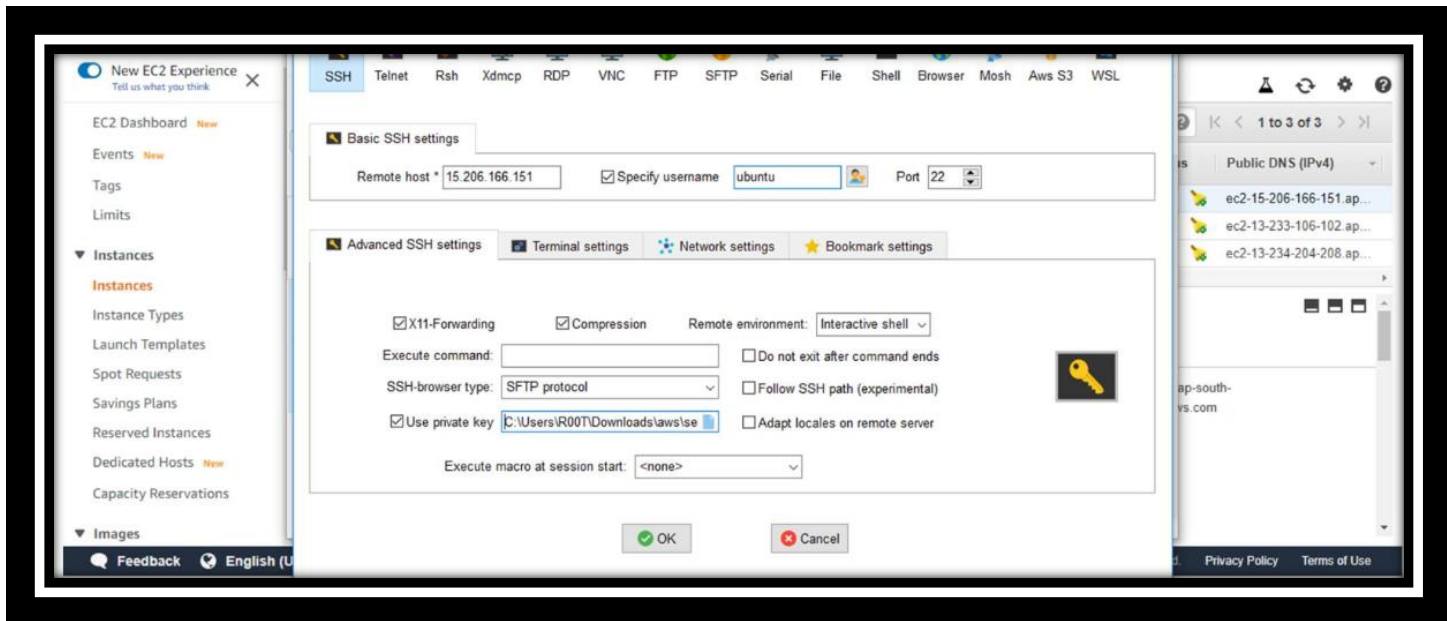 New EC2 Experience
Tell us what you think
EC2 Dashboard New
Events New
Tags
Limits
Instances
Instances
Instance Types
Launch Templates
Spot Requests
Savings Plans
Reserved Instances
Dedicated Hosts New
Capacity Reservations
Images
Feedback English (U
SSH Telnet Rsh Xdmcp RDP VNC FTP SFTP Serial File Shell Browser Mosh Aws S3 WSL
Basic SSH settings
Remote host * 15.206.166.151 Specify username ubuntu Port 22
Advanced SSH settings Terminal settings Network settings Bookmark settings
X11-Forwarding Compression Remote environment: Interactive shell
Execute command: Do not exit after command ends
SSH-browser type: SFTP protocol Follow SSH path (experimental)
Use private key C:\Users\R00T\Downloads\aws\se Adapt locales on remote server
Execute macro at session start: <none>
OK Cancel
1 to 3 of 3
Public DNS (IPv4)
ec2-15-206-166-151.ap...
ec2-13-233-106-102.ap...
ec2-13-234-204-208.ap...
ap-south-
vs.com
Privacy Policy Terms of Use